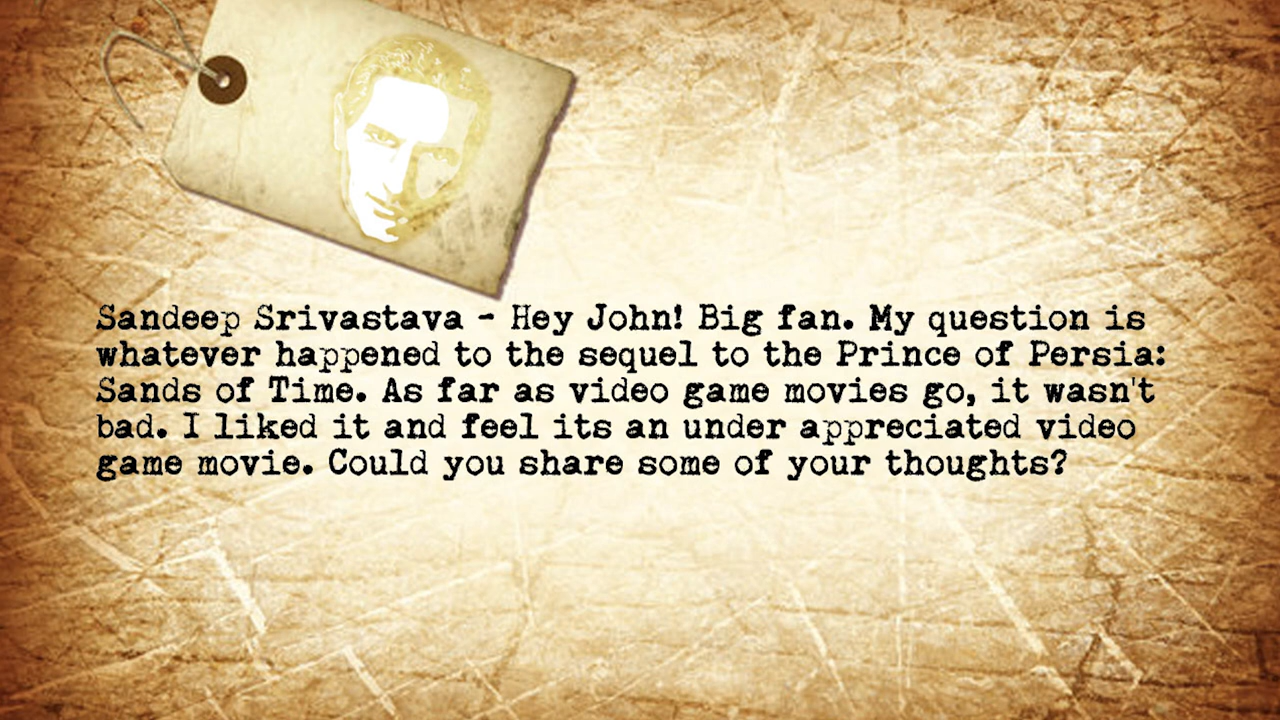 Sandeep Srivastava - Hey John! Big fan. My question is
whatever happened to the sequel to the Prince of Persia:
Sands of Time. As far as video game movies go, it wasn't
bad. I liked it and feel its an under appreciated video
game movie. Could you share some of your thoughts?